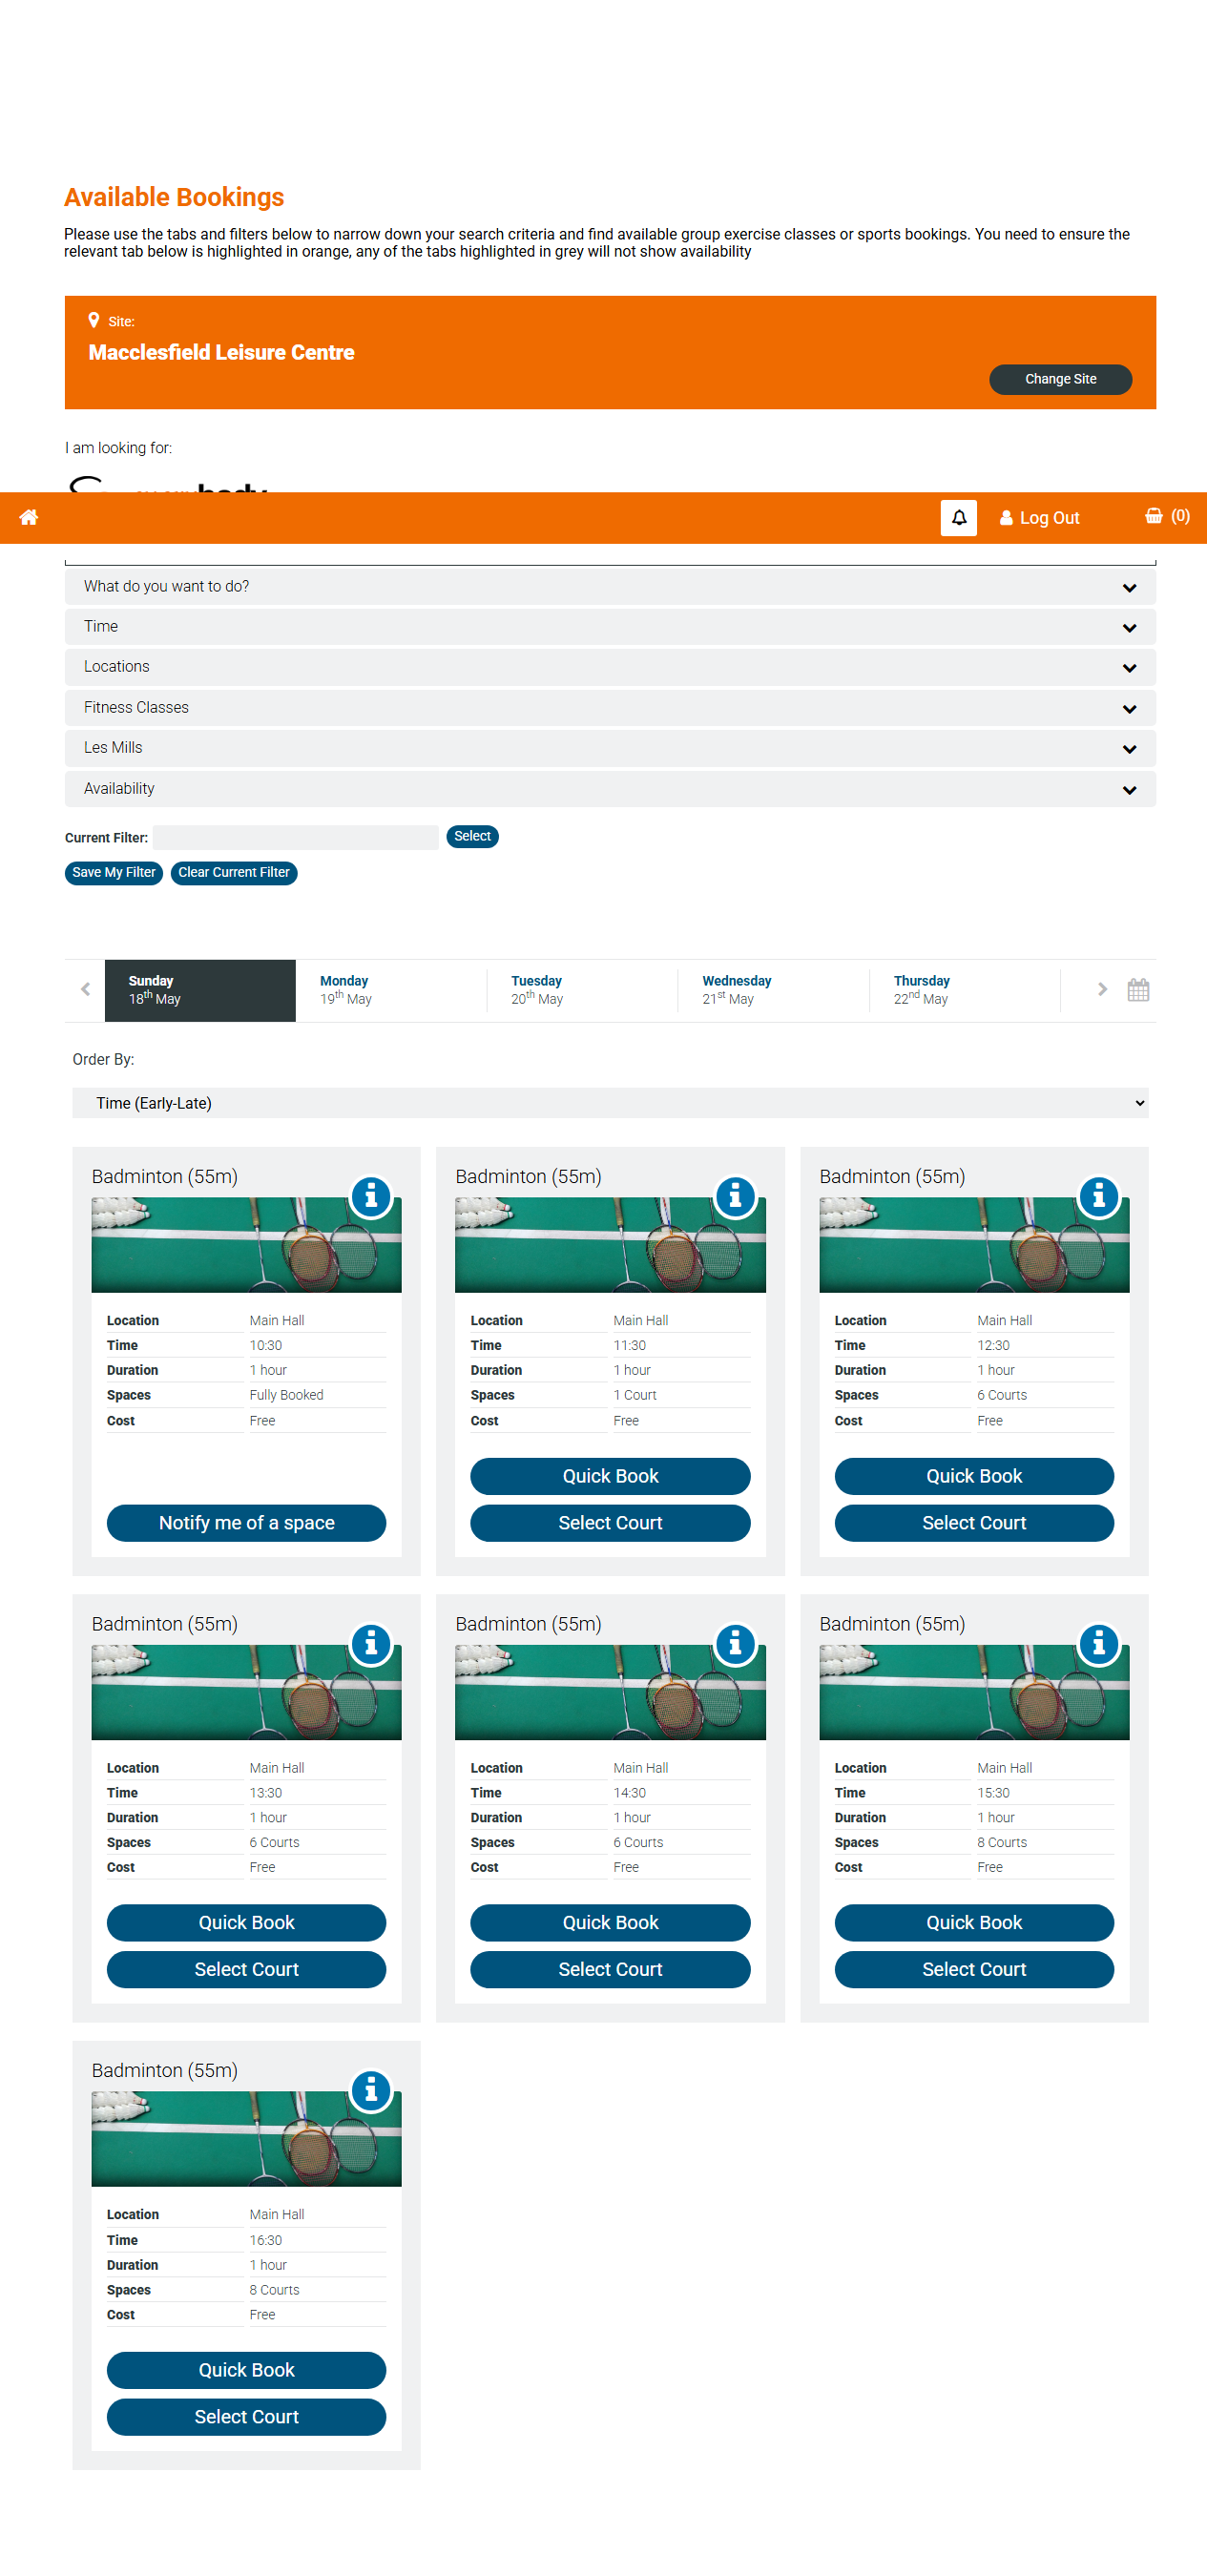 Available Bookings
Please use the tabs and filters below to narrow down your search criteria and find available group exercise classes or sports bookings. You need to ensure the
relevant tab below is highlighted in orange, any of the tabs highlighted in grey will not show availability
Site:
Macclesfield Leisure Centre
Change Site
I am looking for:
Log Out
(0)
What do you want to do?
Time
Locations
Fitness Classes
Les Mills
Availability
Current Filter:
Select
Save My Filter
Clear Current Filter
Sunday
18th May
Monday
19th May
Tuesday
20th May
Wednesday
21st May
Thursday
22nd May
Order By:
Time (Early-Late)
Badminton (55m)
Location Main Hall
Time 10:30
Duration 1 hour
Spaces Fully Booked
Cost Free
Notify me of a space
Badminton (55m)
Location Main Hall
Time 11:30
Duration 1 hour
Spaces 1 Court
Cost Free
Quick Book
Select Court
Badminton (55m)
Location Main Hall
Time 12:30
Duration 1 hour
Spaces 6 Courts
Cost Free
Quick Book
Select Court
Badminton (55m)
Location Main Hall
Time 13:30
Duration 1 hour
Spaces 6 Courts
Cost Free
Quick Book
Select Court
Badminton (55m)
Location Main Hall
Time 14:30
Duration 1 hour
Spaces 6 Courts
Cost Free
Quick Book
Select Court
Badminton (55m)
Location Main Hall
Time 15:30
Duration 1 hour
Spaces 8 Courts
Cost Free
Quick Book
Select Court
Badminton (55m)
Location Main Hall
Time 16:30
Duration 1 hour
Spaces 8 Courts
Cost Free
Quick Book
Select Court